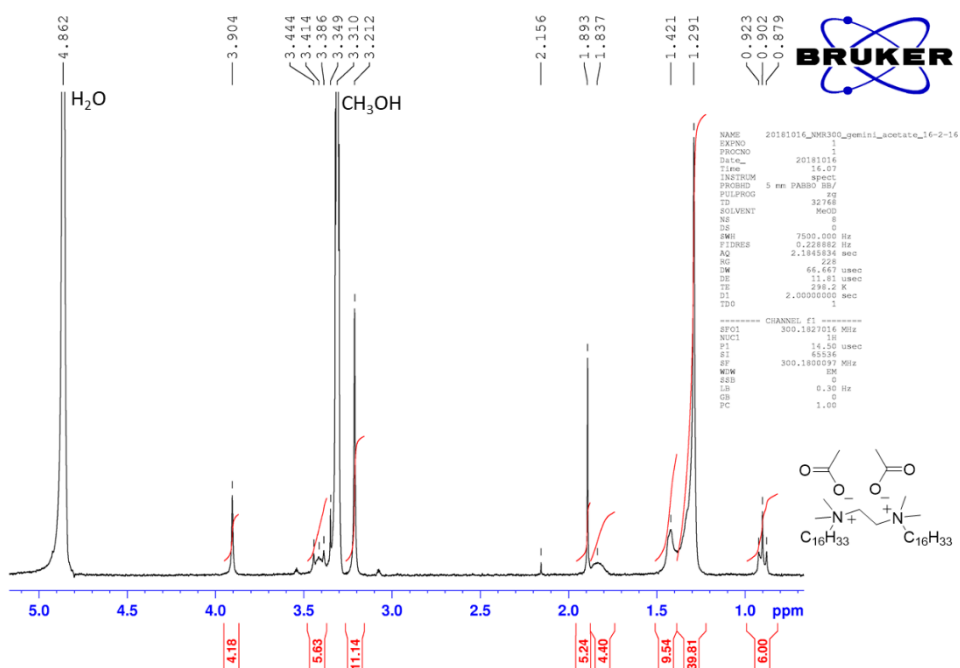 4.862
3.904
3.444
3.414
3.386
3.349
3.310
3.212
2.156
1.893
1.837
1.421
1.291
0.923
0.902
0.879
BRUKER
H2O
CH3OH
NAME 20181016_NMR300_gemini_acetate_16-2-16
EXPNO 1
PROCNO 1
Date_ 20181016
Time 16.07
INSTRUM spect
PROBHD 5 mm PABBO BB/
PULPROG zg
TD 32768
SOLVENT MeOD
NS 8
DS 0
SWH 7500.000 Hz
FIDRES 0.228882 Hz
AQ 2.1845834 sec
RG 228
DW 66.667 usec
DE 11.81 usec
TE 298.2 K
D1 2.00000000 sec
TD0 1
======== CHANNEL f1 ========
SFO1 300.1827016 MHz
NUC1 1H
P1 14.50 usec
SI 65536
SF 300.1800097 MHz
WDW EM
SSB 0
LB 0.30 Hz
GB 0
PC 1.00
O O
O− O−
N+ N+
C16H33 C16H33
5.0 4.5 4.0 3.5 3.0 2.5 2.0 1.5 1.0 ppm
4.18
5.63
11.14
5.24
4.40
9.54
39.81
6.00